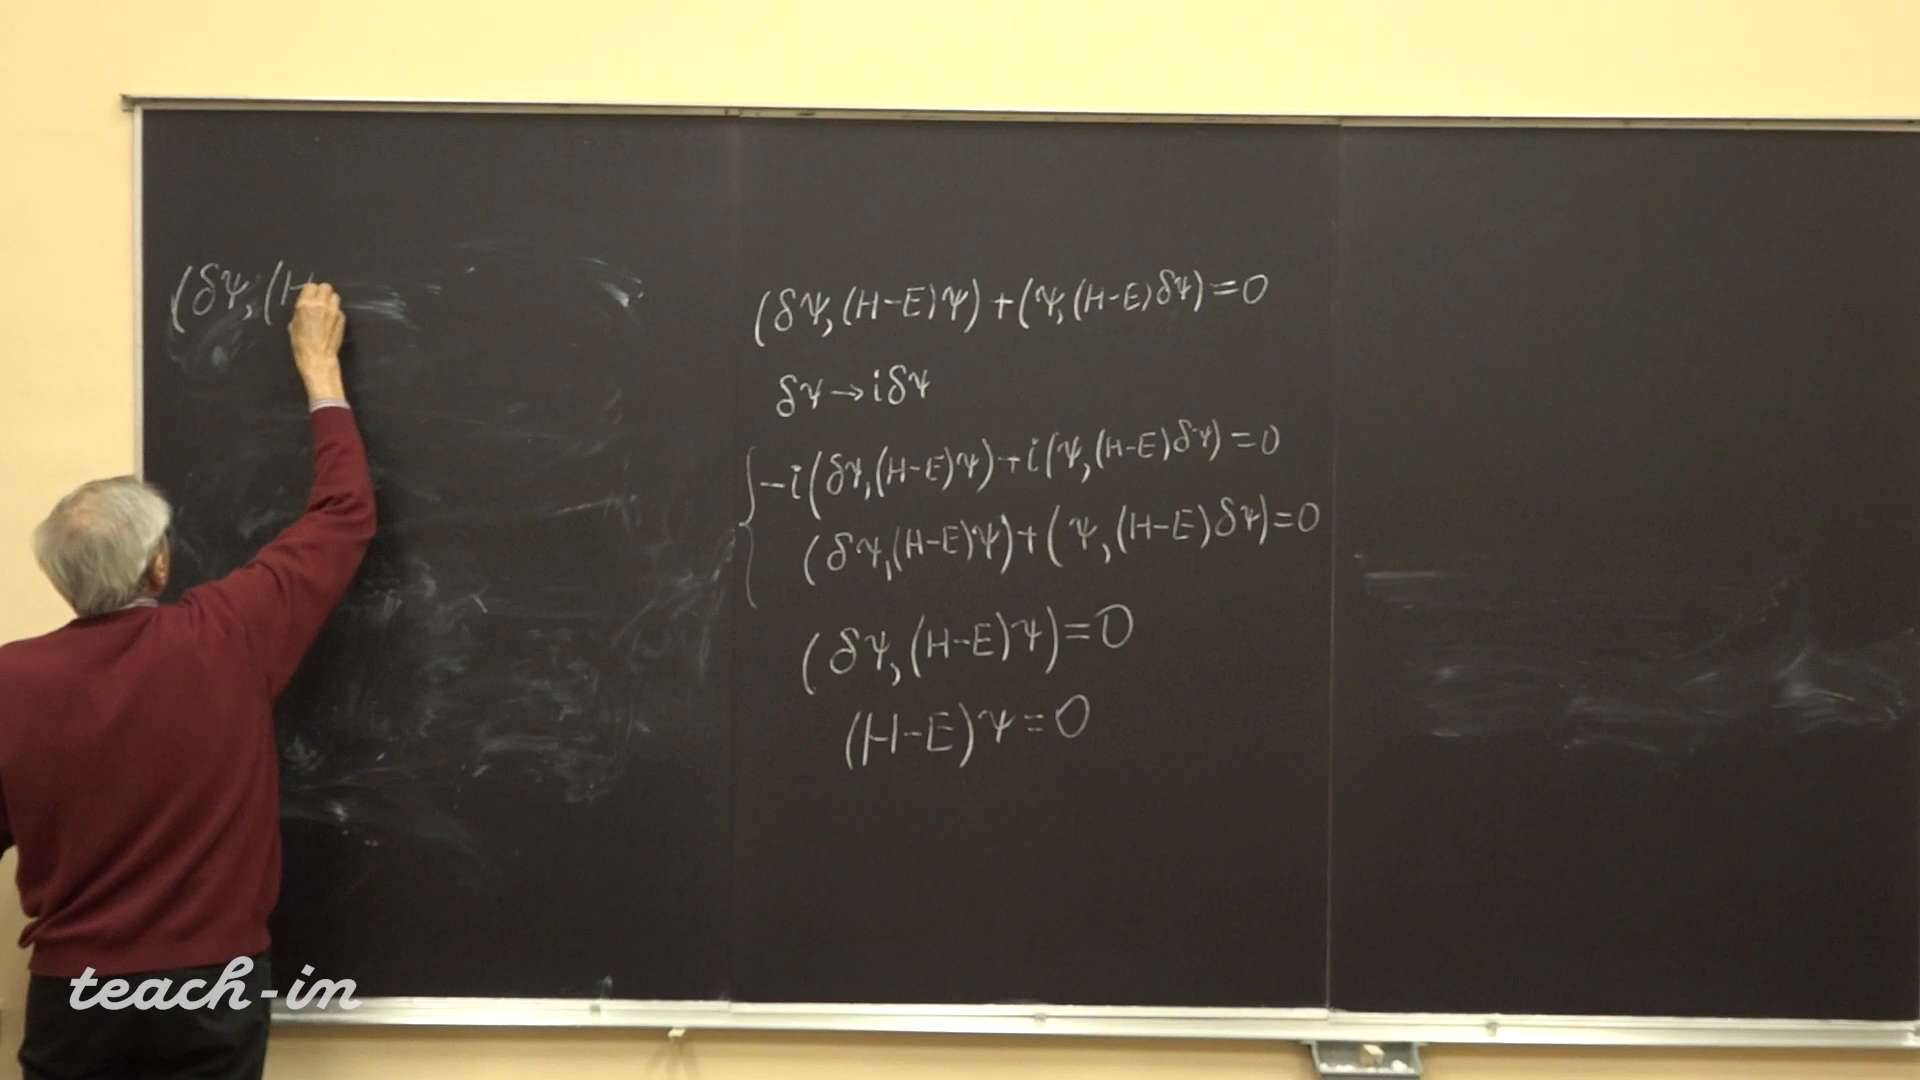 (δψ, (H
(δψ, (H-E)ψ) + (ψ, (H-E)δψ) = 0
δψ → iδψ
-i(δψ, (H-E)ψ) + i(ψ, (H-E)δψ) = 0
(δψ, (H-E)ψ) + (ψ, (H-E)δψ) = 0
(δψ, (H-E)ψ) = 0
(H-E)ψ = 0
teach-in